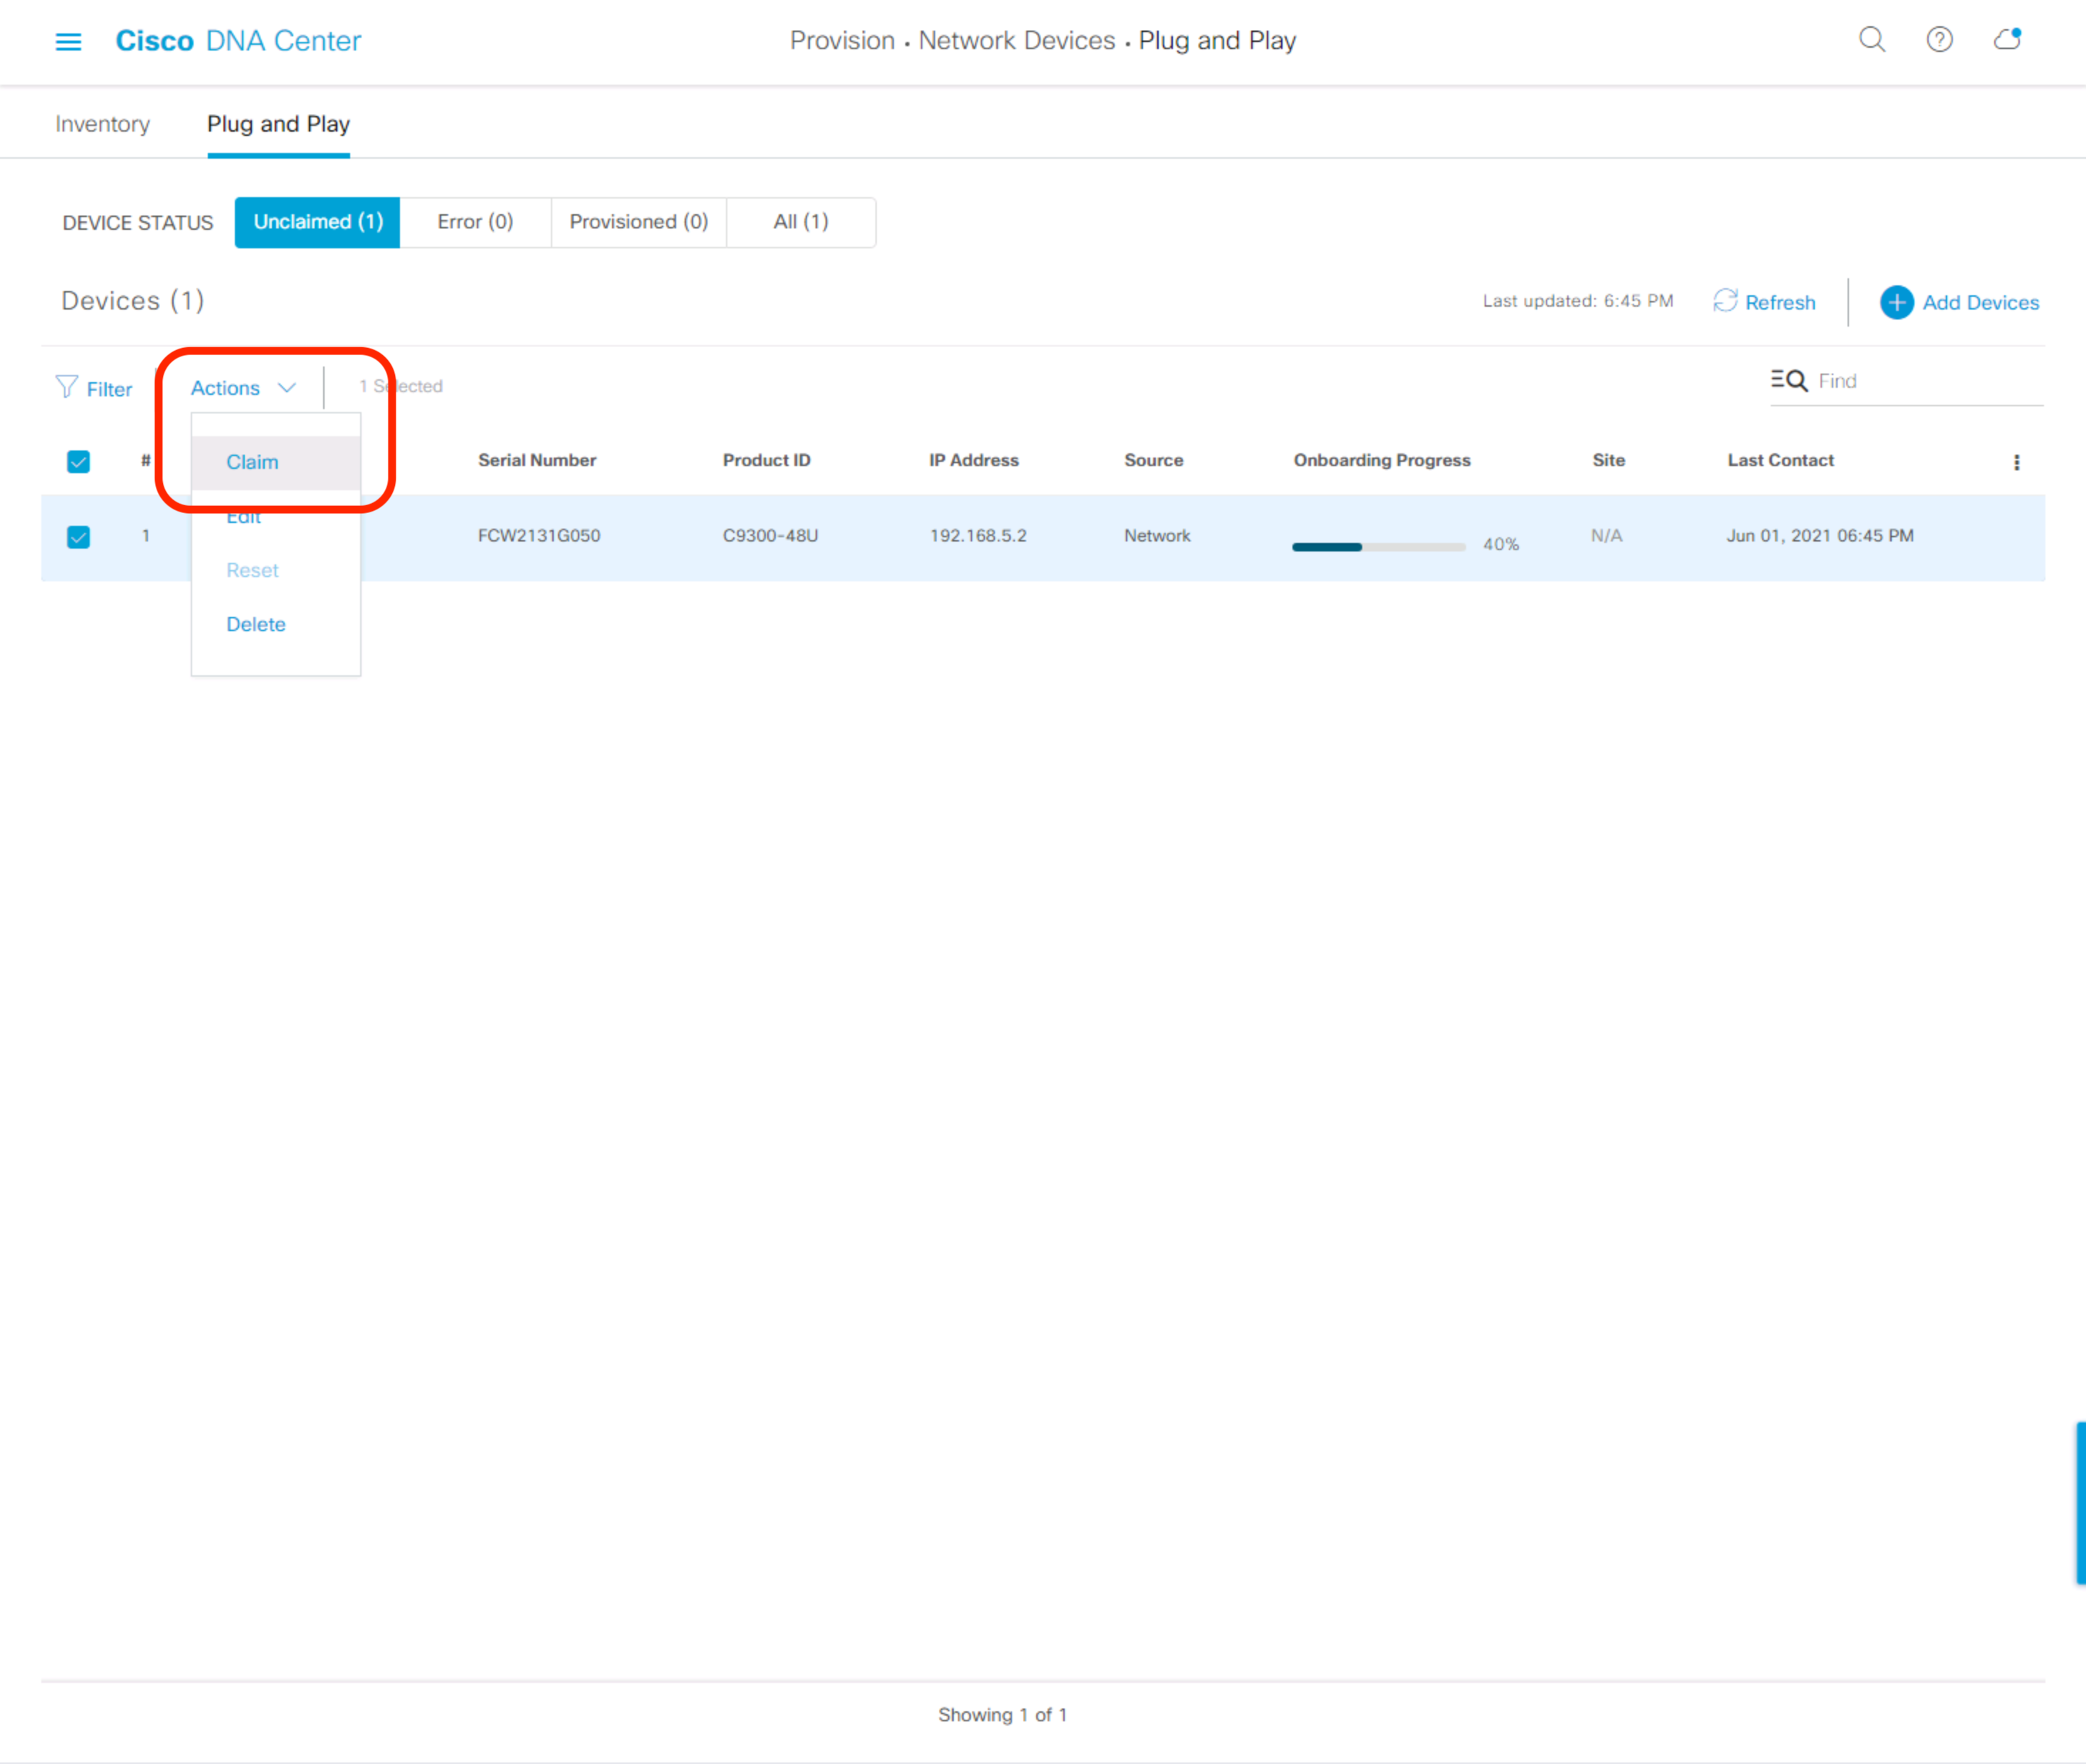 Cisco DNA Center
Provision • Network Devices • Plug and Play
Inventory
Plug and Play
DEVICE STATUS
Unclaimed (1)
Error (0)
Provisioned (0)
All (1)
Devices (1)
Last updated: 6:45 PM
Refresh
Add Devices
Filter
Actions
1 Selected
Find
# Serial Number Product ID IP Address Source Onboarding Progress Site Last Contact
1 FCW2131G050 C9300-48U 192.168.5.2 Network 40% N/A Jun 01, 2021 06:45 PM
Claim
Edit
Reset
Delete
Showing 1 of 1